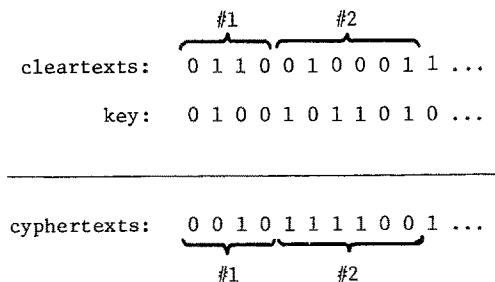 #1 #2
cleartexts: 0 1 1 0 0 1 0 0 0 1 1 ...
key: 0 1 0 0 1 0 1 1 0 1 0 ...
cyphertexts: 0 0 1 0 1 1 1 1 0 0 1 ...
#1 #2